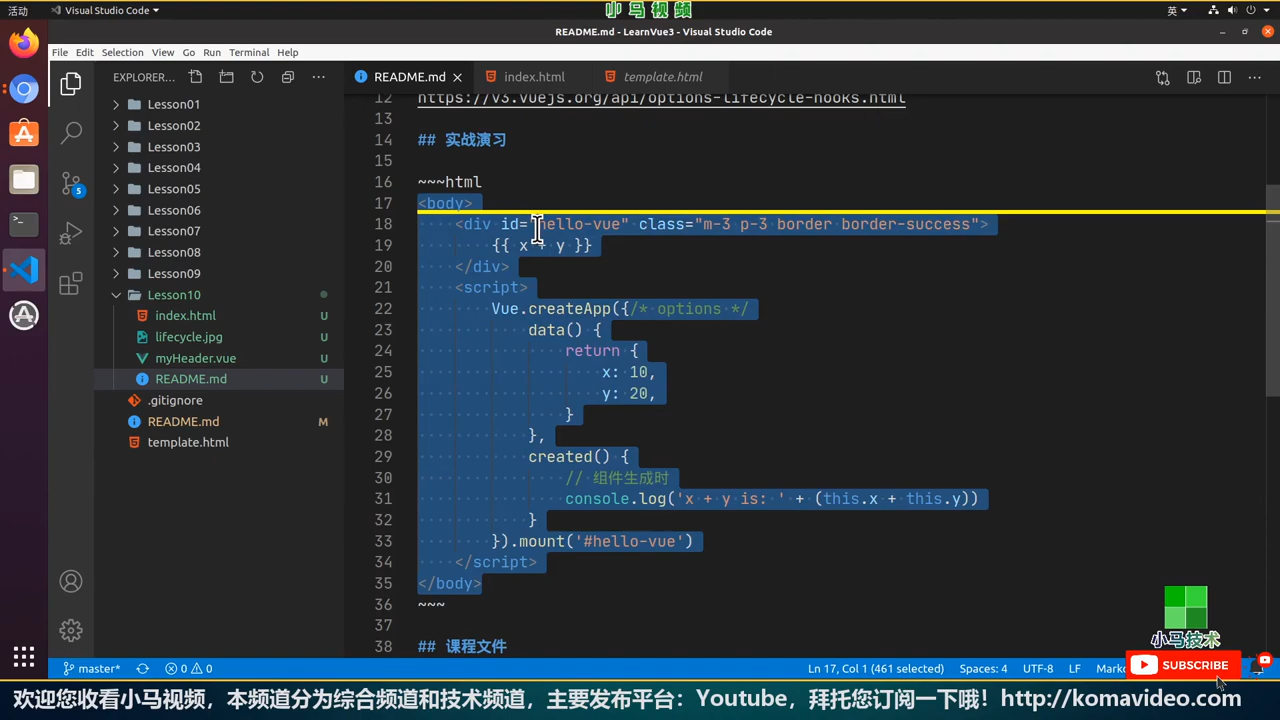 活动
Visual Studio Code
小马视频
英
README.md - LearnVue3 - Visual Studio Code
File Edit Selection View Go Run Terminal Help
EXPLORER...
README.md
index.html
template.html
Lesson01
Lesson02
Lesson03
Lesson04
Lesson05
Lesson06
Lesson07
Lesson08
Lesson09
Lesson10
index.html U
lifecycle.jpg U
myHeader.vue U
README.md U
.gitignore
README.md M
template.html
5
12 https://v3.vuejs.org/api/options-lifecycle-hooks.html
13
14 ## 实战演习
15
16 ~~~html
17 <body>
18 <div id="hello-vue" class="m-3 p-3 border border-success">
19 {{ x + y }}
20 </div>
21 <script>
22 Vue.createApp({/* options */
23 data() {
24 return {
25 x: 10,
26 y: 20,
27 }
28 },
29 created() {
30 // 组件生成时
31 console.log('x + y is: ' + (this.x + this.y))
32 }
33 }).mount('#hello-vue')
34 </script>
35 </body>
36 ~~~
37
38 ## 课程文件
小马技术
SUBSCRIBE
master* 0 0 Ln 17, Col 1 (461 selected) Spaces: 4 UTF-8 LF
欢迎您收看小马视频，本频道分为综合频道和技术频道，主要发布平台：Youtube，拜托您订阅一下哦！http://komavideo.com